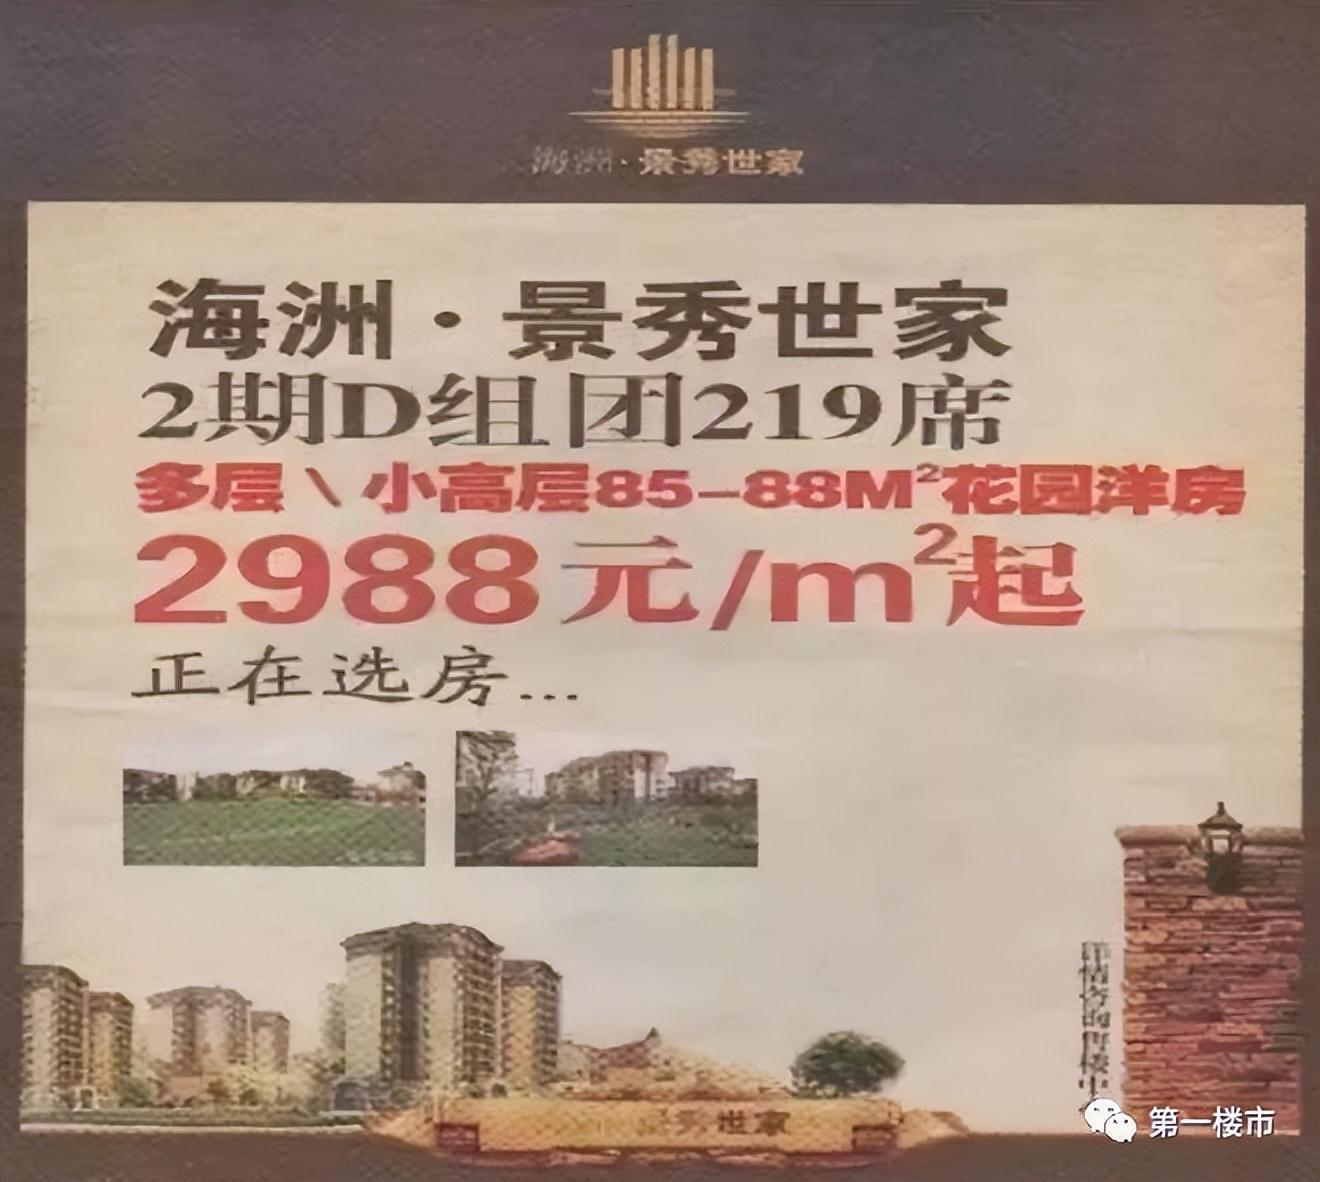 海洲·景秀世家
海洲·景秀世家
2期D组团219席
多层\小高层85-88M²花园洋房
2988元/m²起
正在选房...
秀世家
第一楼市